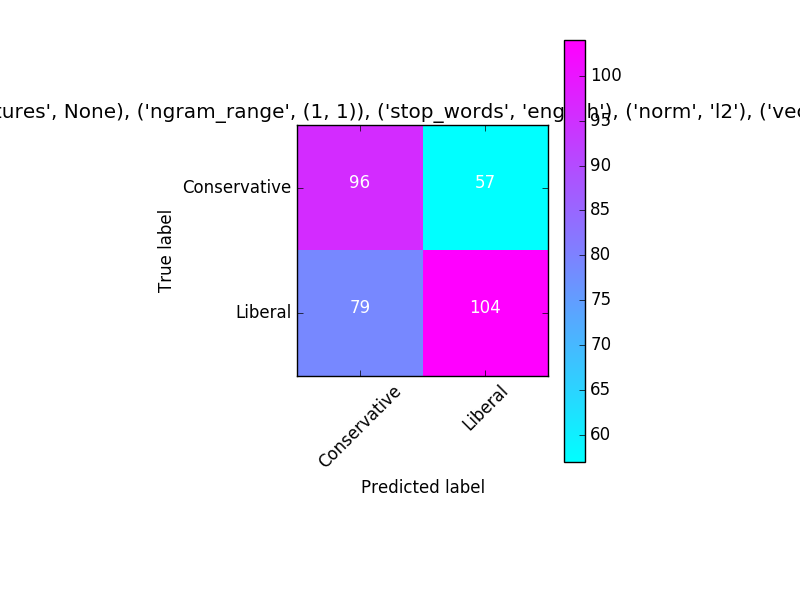 tures', None), ('ngram_range', (1, 1)), ('stop_words', 'english'), ('norm', 'l2'), ('vec
100
95
90
85
80
75
70
65
60
Conservative
Liberal
True label
96 57
79 104
Conservative Liberal
Predicted label